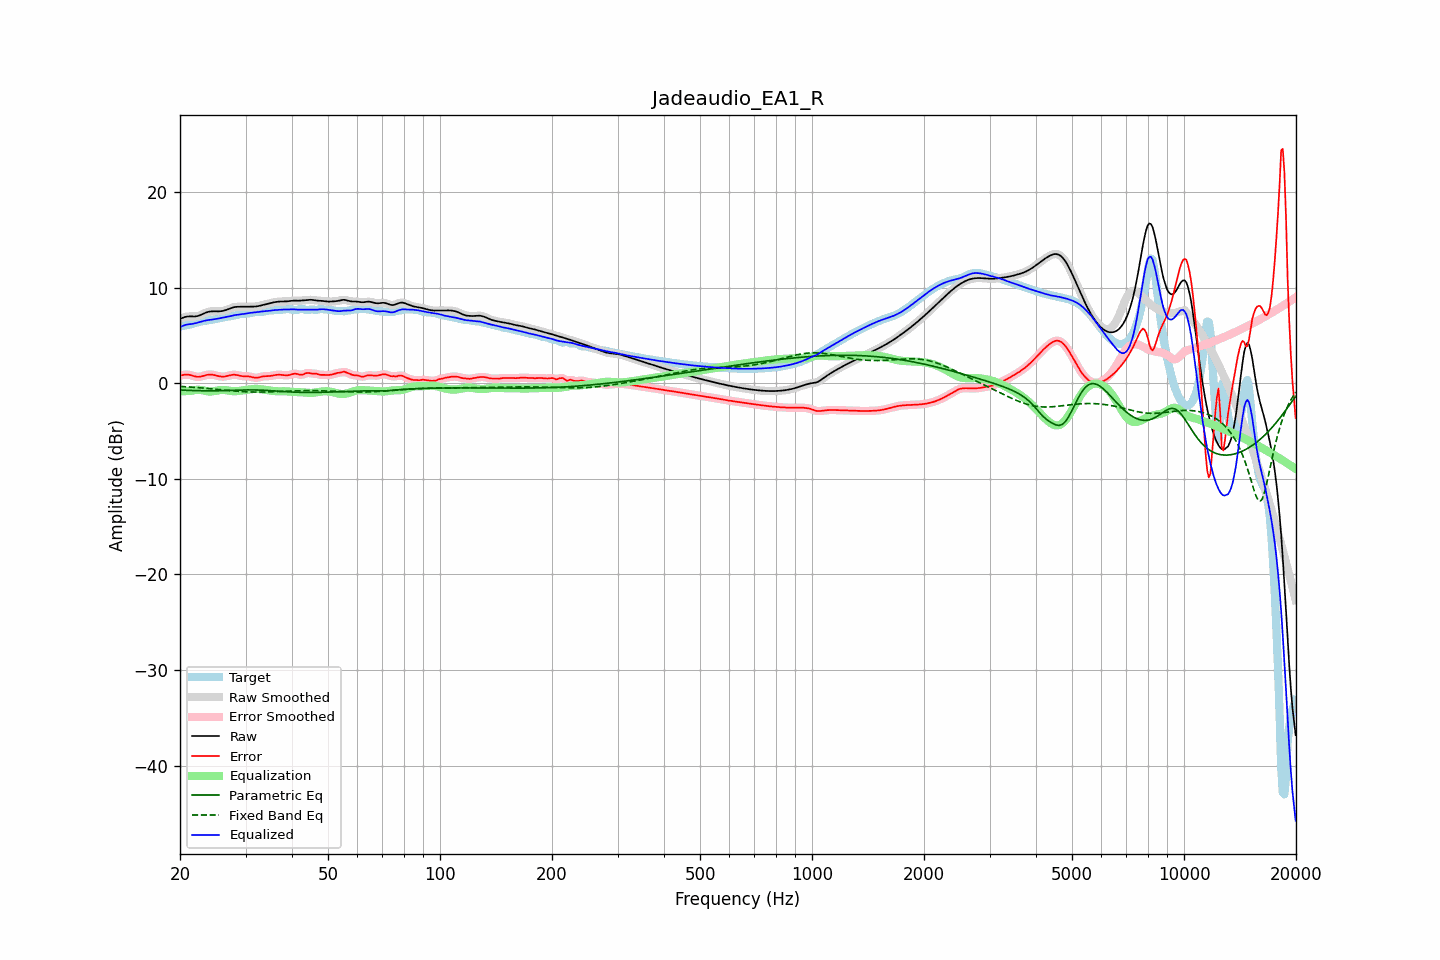 Jadeaudio_EA1_R
Amplitude (dBr)
20
10
0
−10
−20
−30
−40
Target
Raw Smoothed
Error Smoothed
Raw
Error
Equalization
Parametric Eq
Fixed Band Eq
Equalized
20 50 100 200 500 1000 2000 5000 10000 20000
Frequency (Hz)